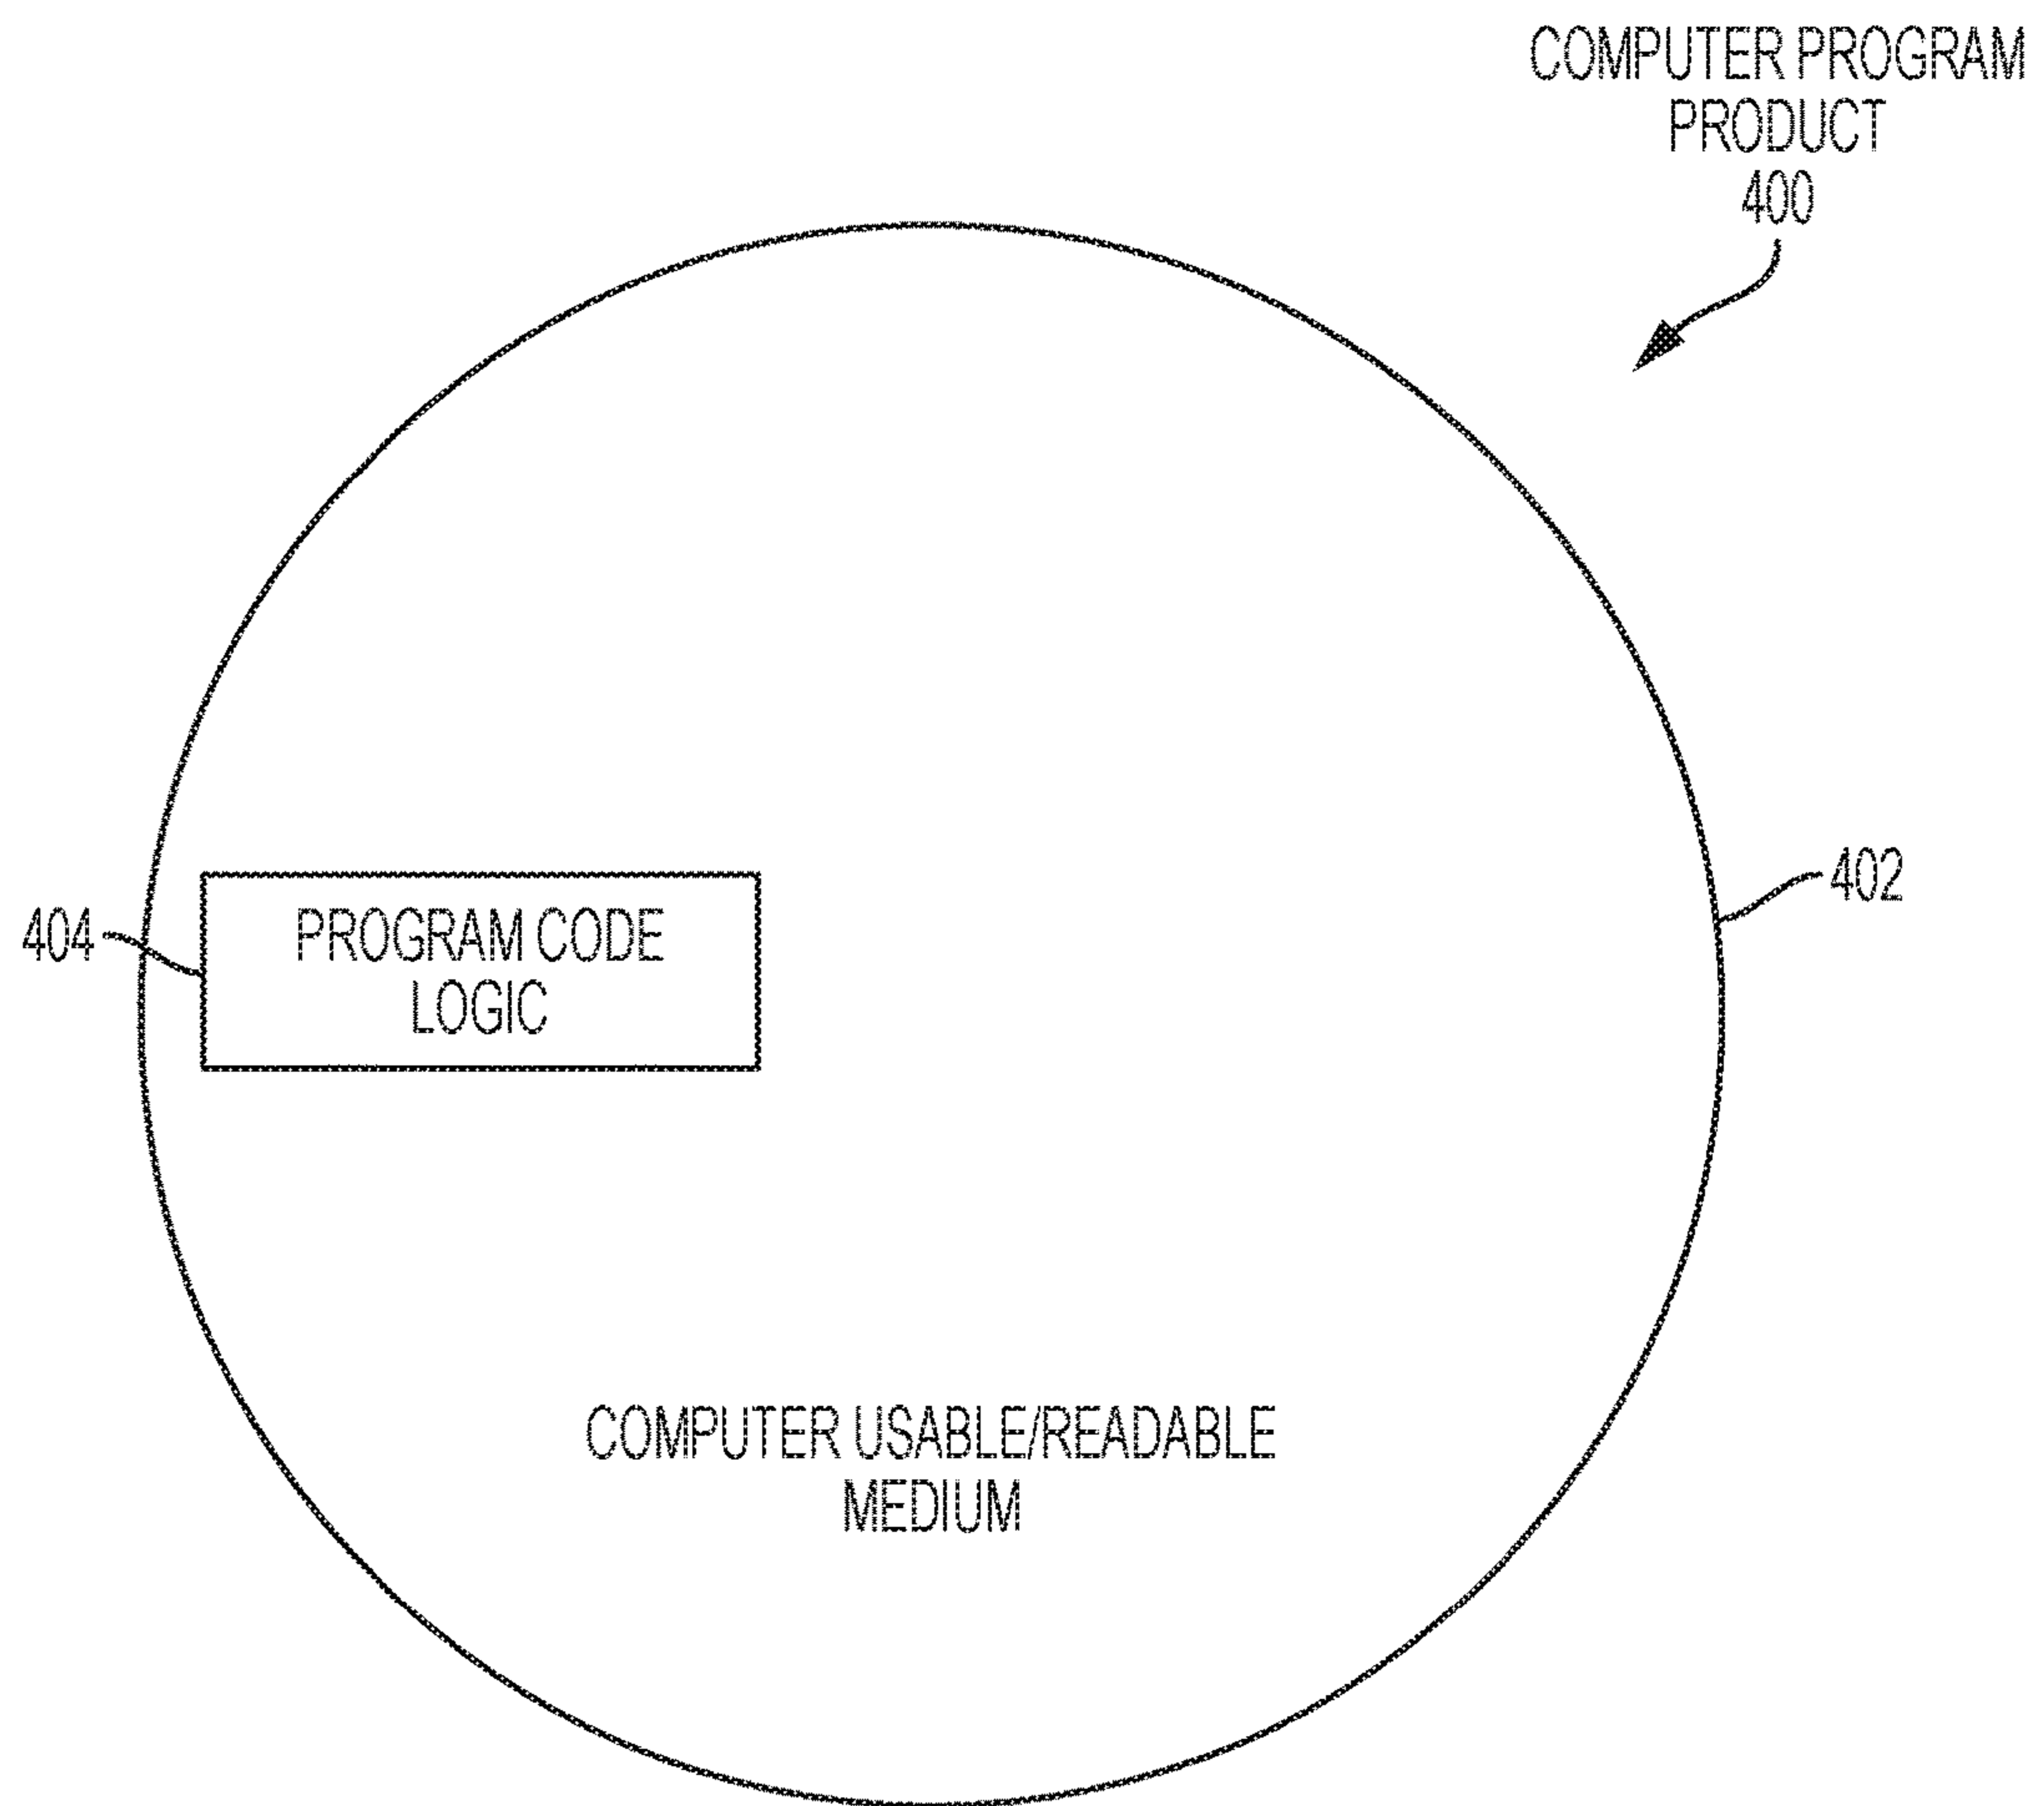 COMPUTER PROGRAM
PRODUCT
400
402
404
PROGRAM CODE
LOGIC
COMPUTER USABLE/READABLE
MEDIUM